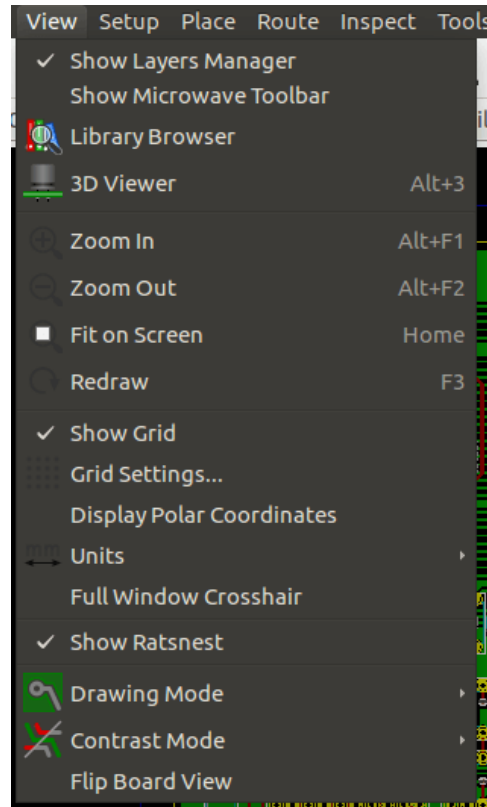 View Setup Place Route Inspect Tools
Show Layers Manager
Show Microwave Toolbar
Library Browser
3D Viewer Alt+3
Zoom In Alt+F1
Zoom Out Alt+F2
Fit on Screen Home
Redraw F3
Show Grid
Grid Settings...
Display Polar Coordinates
mm Units
Full Window Crosshair
Show Ratsnest
Drawing Mode
Contrast Mode
Flip Board View